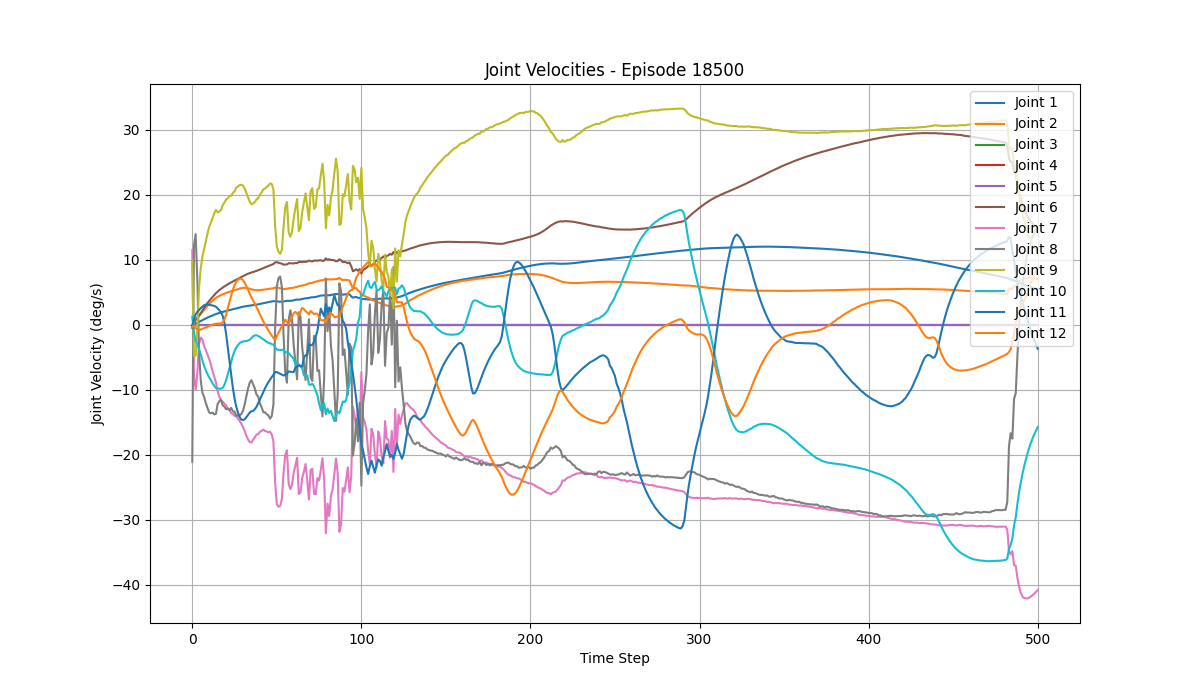 Joint Velocities - Episode 18500
Joint Velocity (deg/s)
30
20
10
0
−10
−20
−30
−40
0 100 200 300 400 500
Time Step
Joint 1
Joint 2
Joint 3
Joint 4
Joint 5
Joint 6
Joint 7
Joint 8
Joint 9
Joint 10
Joint 11
Joint 12